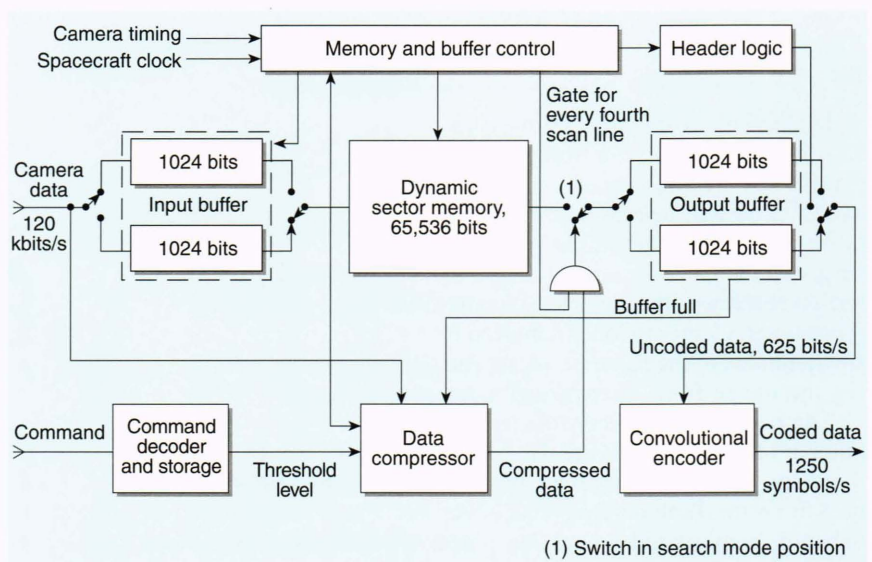 Camera timing
Spacecraft clock
Memory and buffer control
Header logic
Gate for
every fourth
scan line
Camera
data
120
kbits/s
1024 bits
Input buffer
1024 bits
Dynamic
sector memory,
65,536 bits
(1)
1024 bits
Output buffer
1024 bits
Buffer full
Uncoded data, 625 bits/s
Command
Command
decoder
and storage
Threshold
level
Data
compressor
Compressed
data
Convolutional
encoder
Coded data
1250
symbols/s
(1) Switch in search mode position